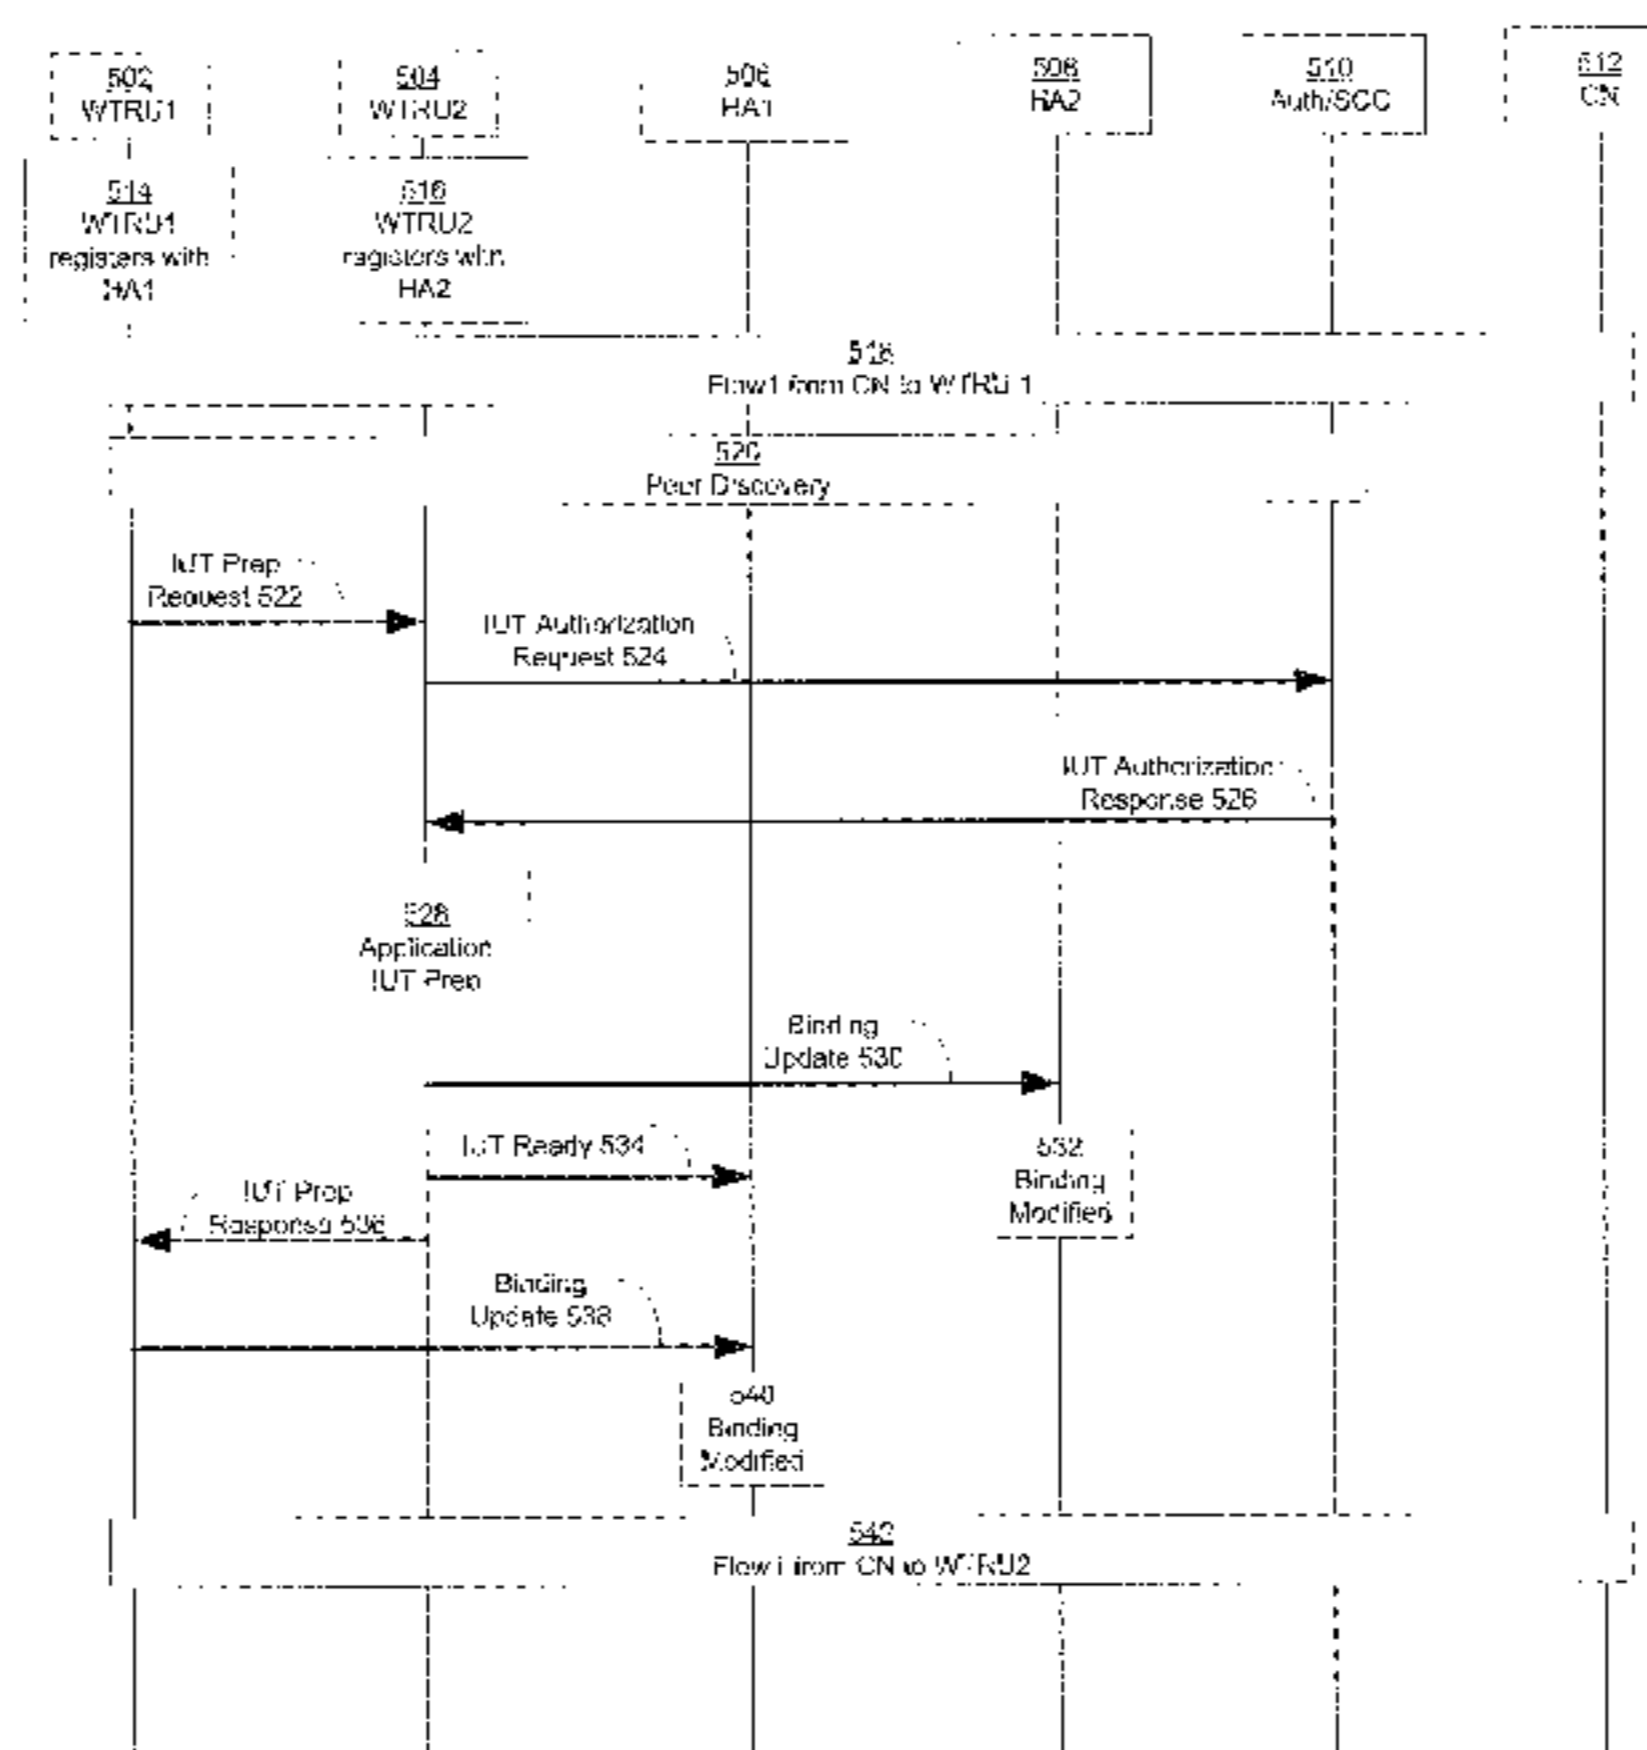 502
WTRU1
504
WTRU2
506
HA1
508
HA2
510
Auth/SCC
512
CN
514
WTRU1
registers with
HA1
516
WTRU2
registers with
HA2
518
Flow1 from CN to WTRU 1
520
Peer Discovery
IUT Prep
Request 522
IUT Authorization
Request 524
IUT Authorization
Response 526
528
Application
IUT Prep
Binding
Update 530
IUT Ready 534
532
Binding
Modified
IUT Prep
Response 536
Binding
Update 538
540
Binding
Modified
542
Flow1 from CN to WTRU2